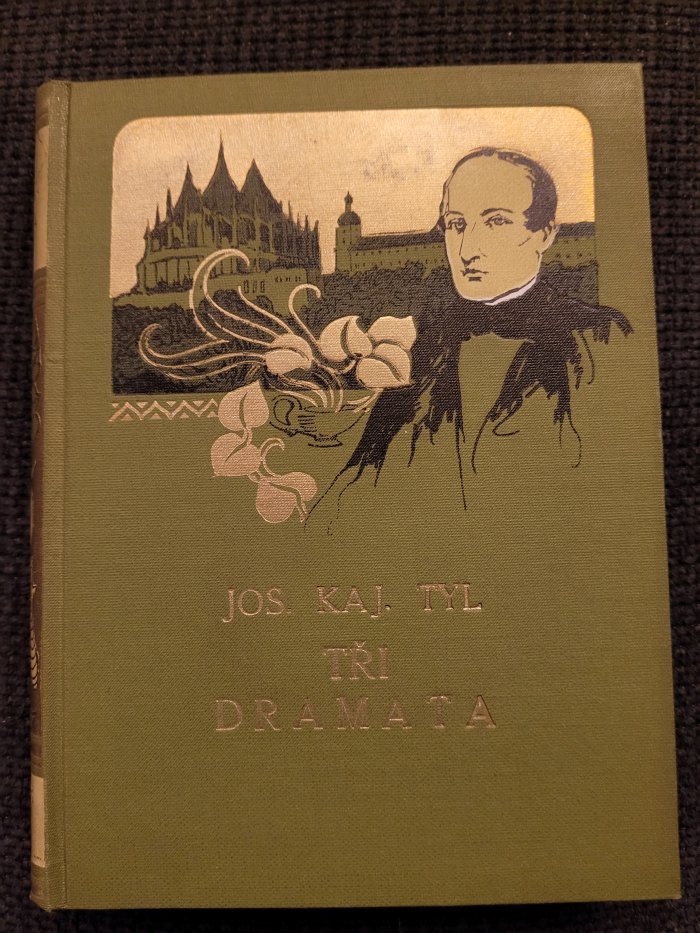 JOS. KAJ. TYL
TŘI
DRAMATA